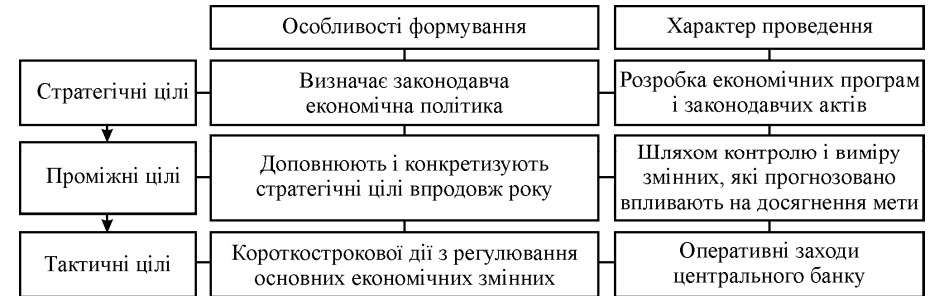 Особливості формування
Характер проведення
Стратегічні цілі
Визначає законодавча
економічна політика
Розробка економічних програм
і законодавчих актів
Проміжні цілі
Доповнюють і конкретизують
стратегічні цілі впродовж року
Шляхом контролю і виміру
змінних, які прогнозовано
впливають на досягнення мети
Тактичні цілі
Короткострокової дії з регулювання
основних економічних змінних
Оперативні заходи
центрального банку